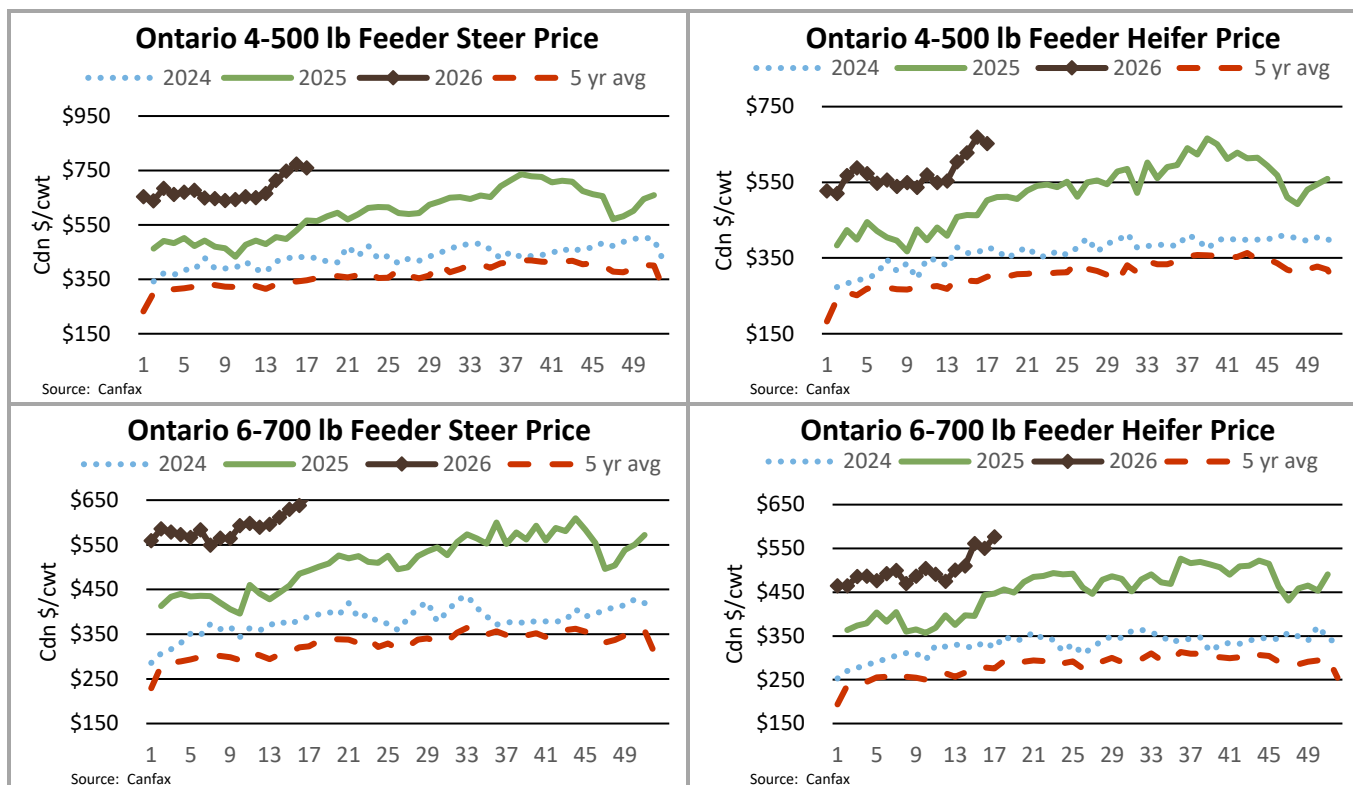 Ontario 4-500 lb Feeder Steer Price
2024 2025 2026 5 yr avg
Cdn $/cwt
$950
$750
$550
$350
$150
1 5 9 13 17 21 25 29 33 37 41 45 49
Source: Canfax
Ontario 4-500 lb Feeder Heifer Price
2024 2025 2026 5 yr avg
Cdn $/cwt
$750
$550
$350
$150
1 5 9 13 17 21 25 29 33 37 41 45 49
Source: Canfax
Ontario 6-700 lb Feeder Steer Price
2024 2025 2026 5 yr avg
Cdn $/cwt
$650
$550
$450
$350
$250
$150
1 5 9 13 17 21 25 29 33 37 41 45 49
Source: Canfax
Ontario 6-700 lb Feeder Heifer Price
2024 2025 2026 5 yr avg
Cdn $/cwt
$650
$550
$450
$350
$250
$150
1 5 9 13 17 21 25 29 33 37 41 45 49
Source: Canfax